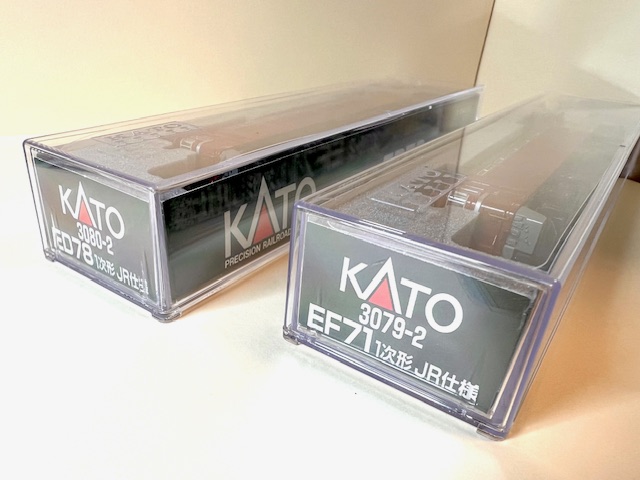 KATO
3080-2
ED78 1次形 JR仕様
KATO
PRECISION RAILROAD
KATO
3079-2
EF71 1次形 JR仕様